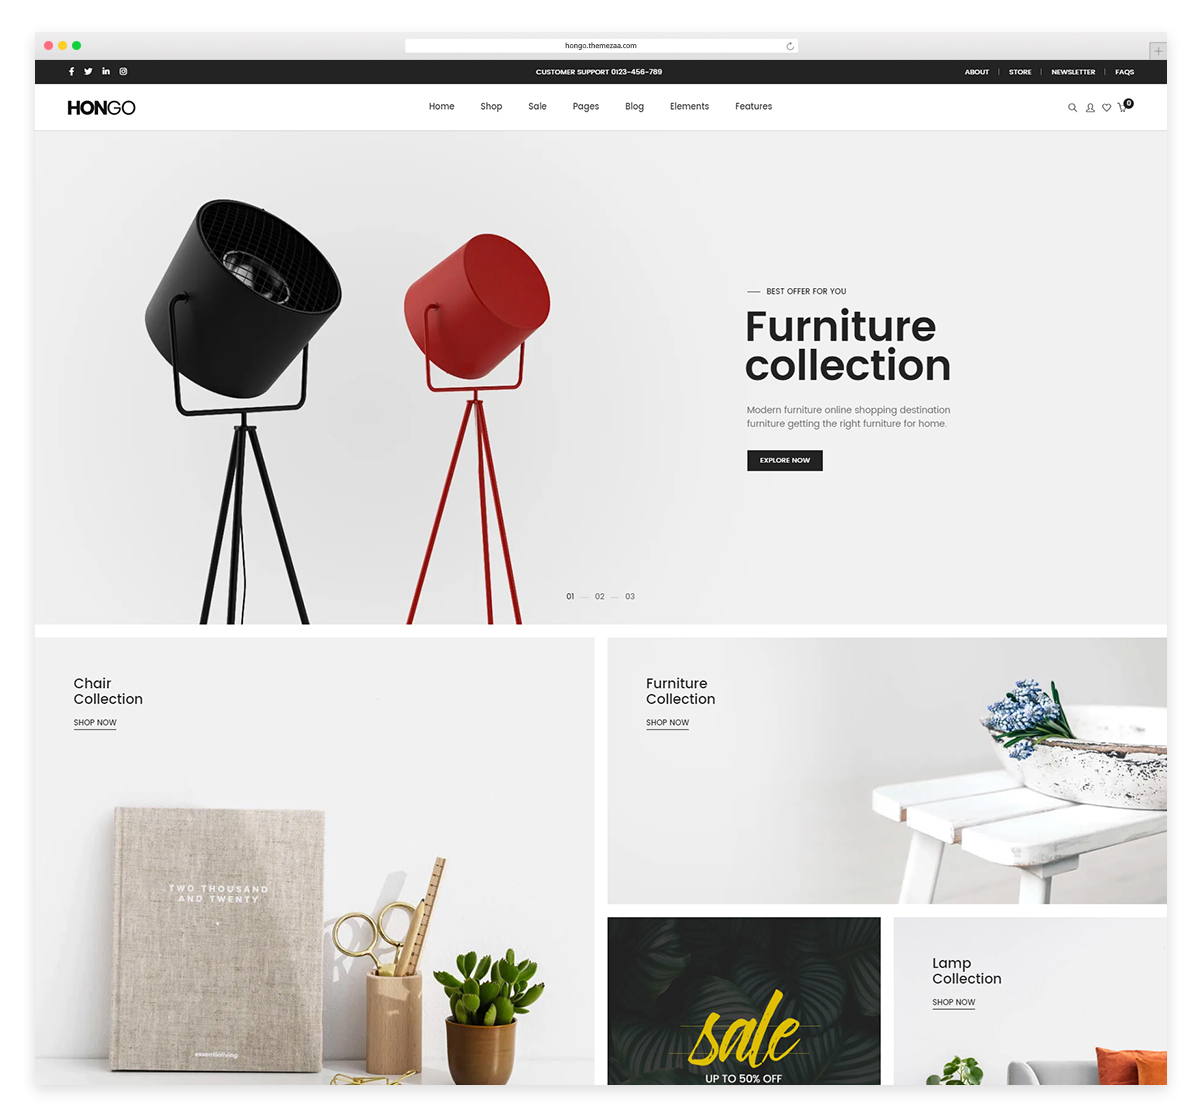 hongo.themezaa.com
CUSTOMER SUPPORT 0123-456-789
ABOUT
STORE
NEWSLETTER
FAQS
HONGO
Home
Shop
Sale
Pages
Blog
Elements
Features
0
BEST OFFER FOR YOU
Furniture
collection
Modern furniture online shopping destination
furniture getting the right furniture for home.
EXPLORE NOW
01
02
03
Chair
Collection
SHOP NOW
Furniture
Collection
SHOP NOW
TWO THOUSAND
AND TWENTY
sale
UP TO 50% OFF
Lamp
Collection
SHOP NOW